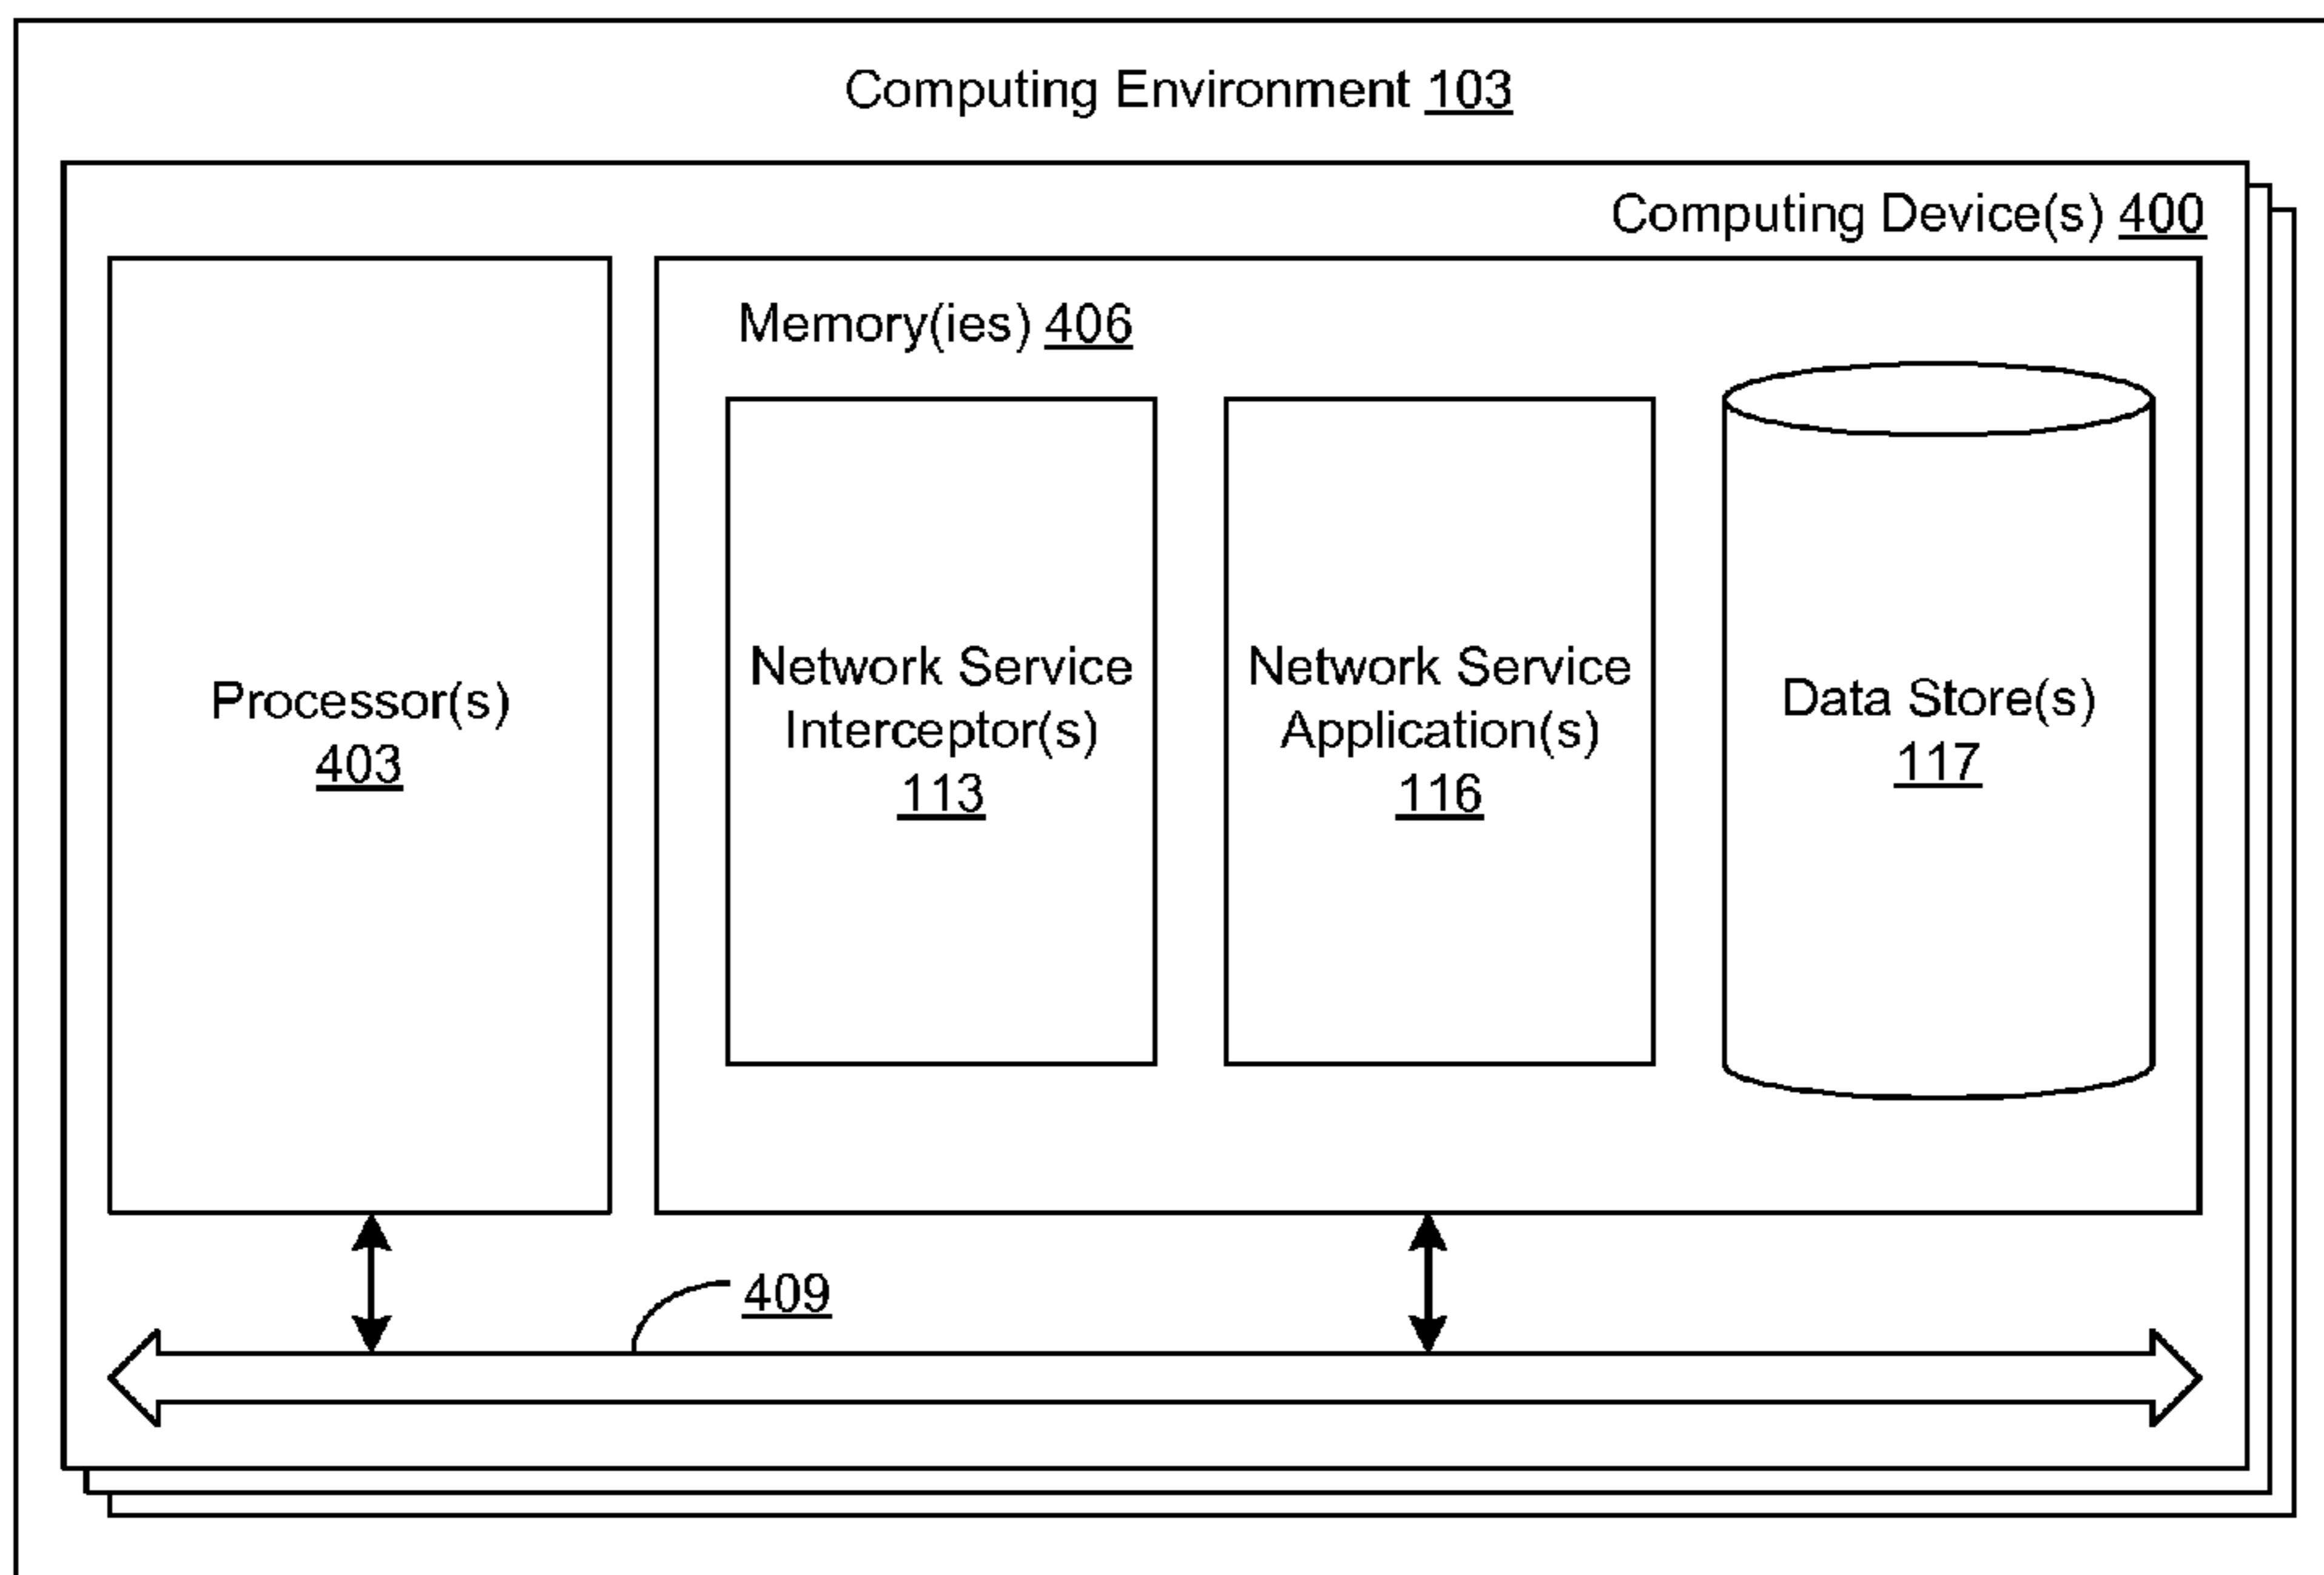 Computing Environment 103
Computing Device(s) 400
Memory(ies) 406
Processor(s)
403
Network Service
Interceptor(s)
113
Network Service
Application(s)
116
Data Store(s)
117
409